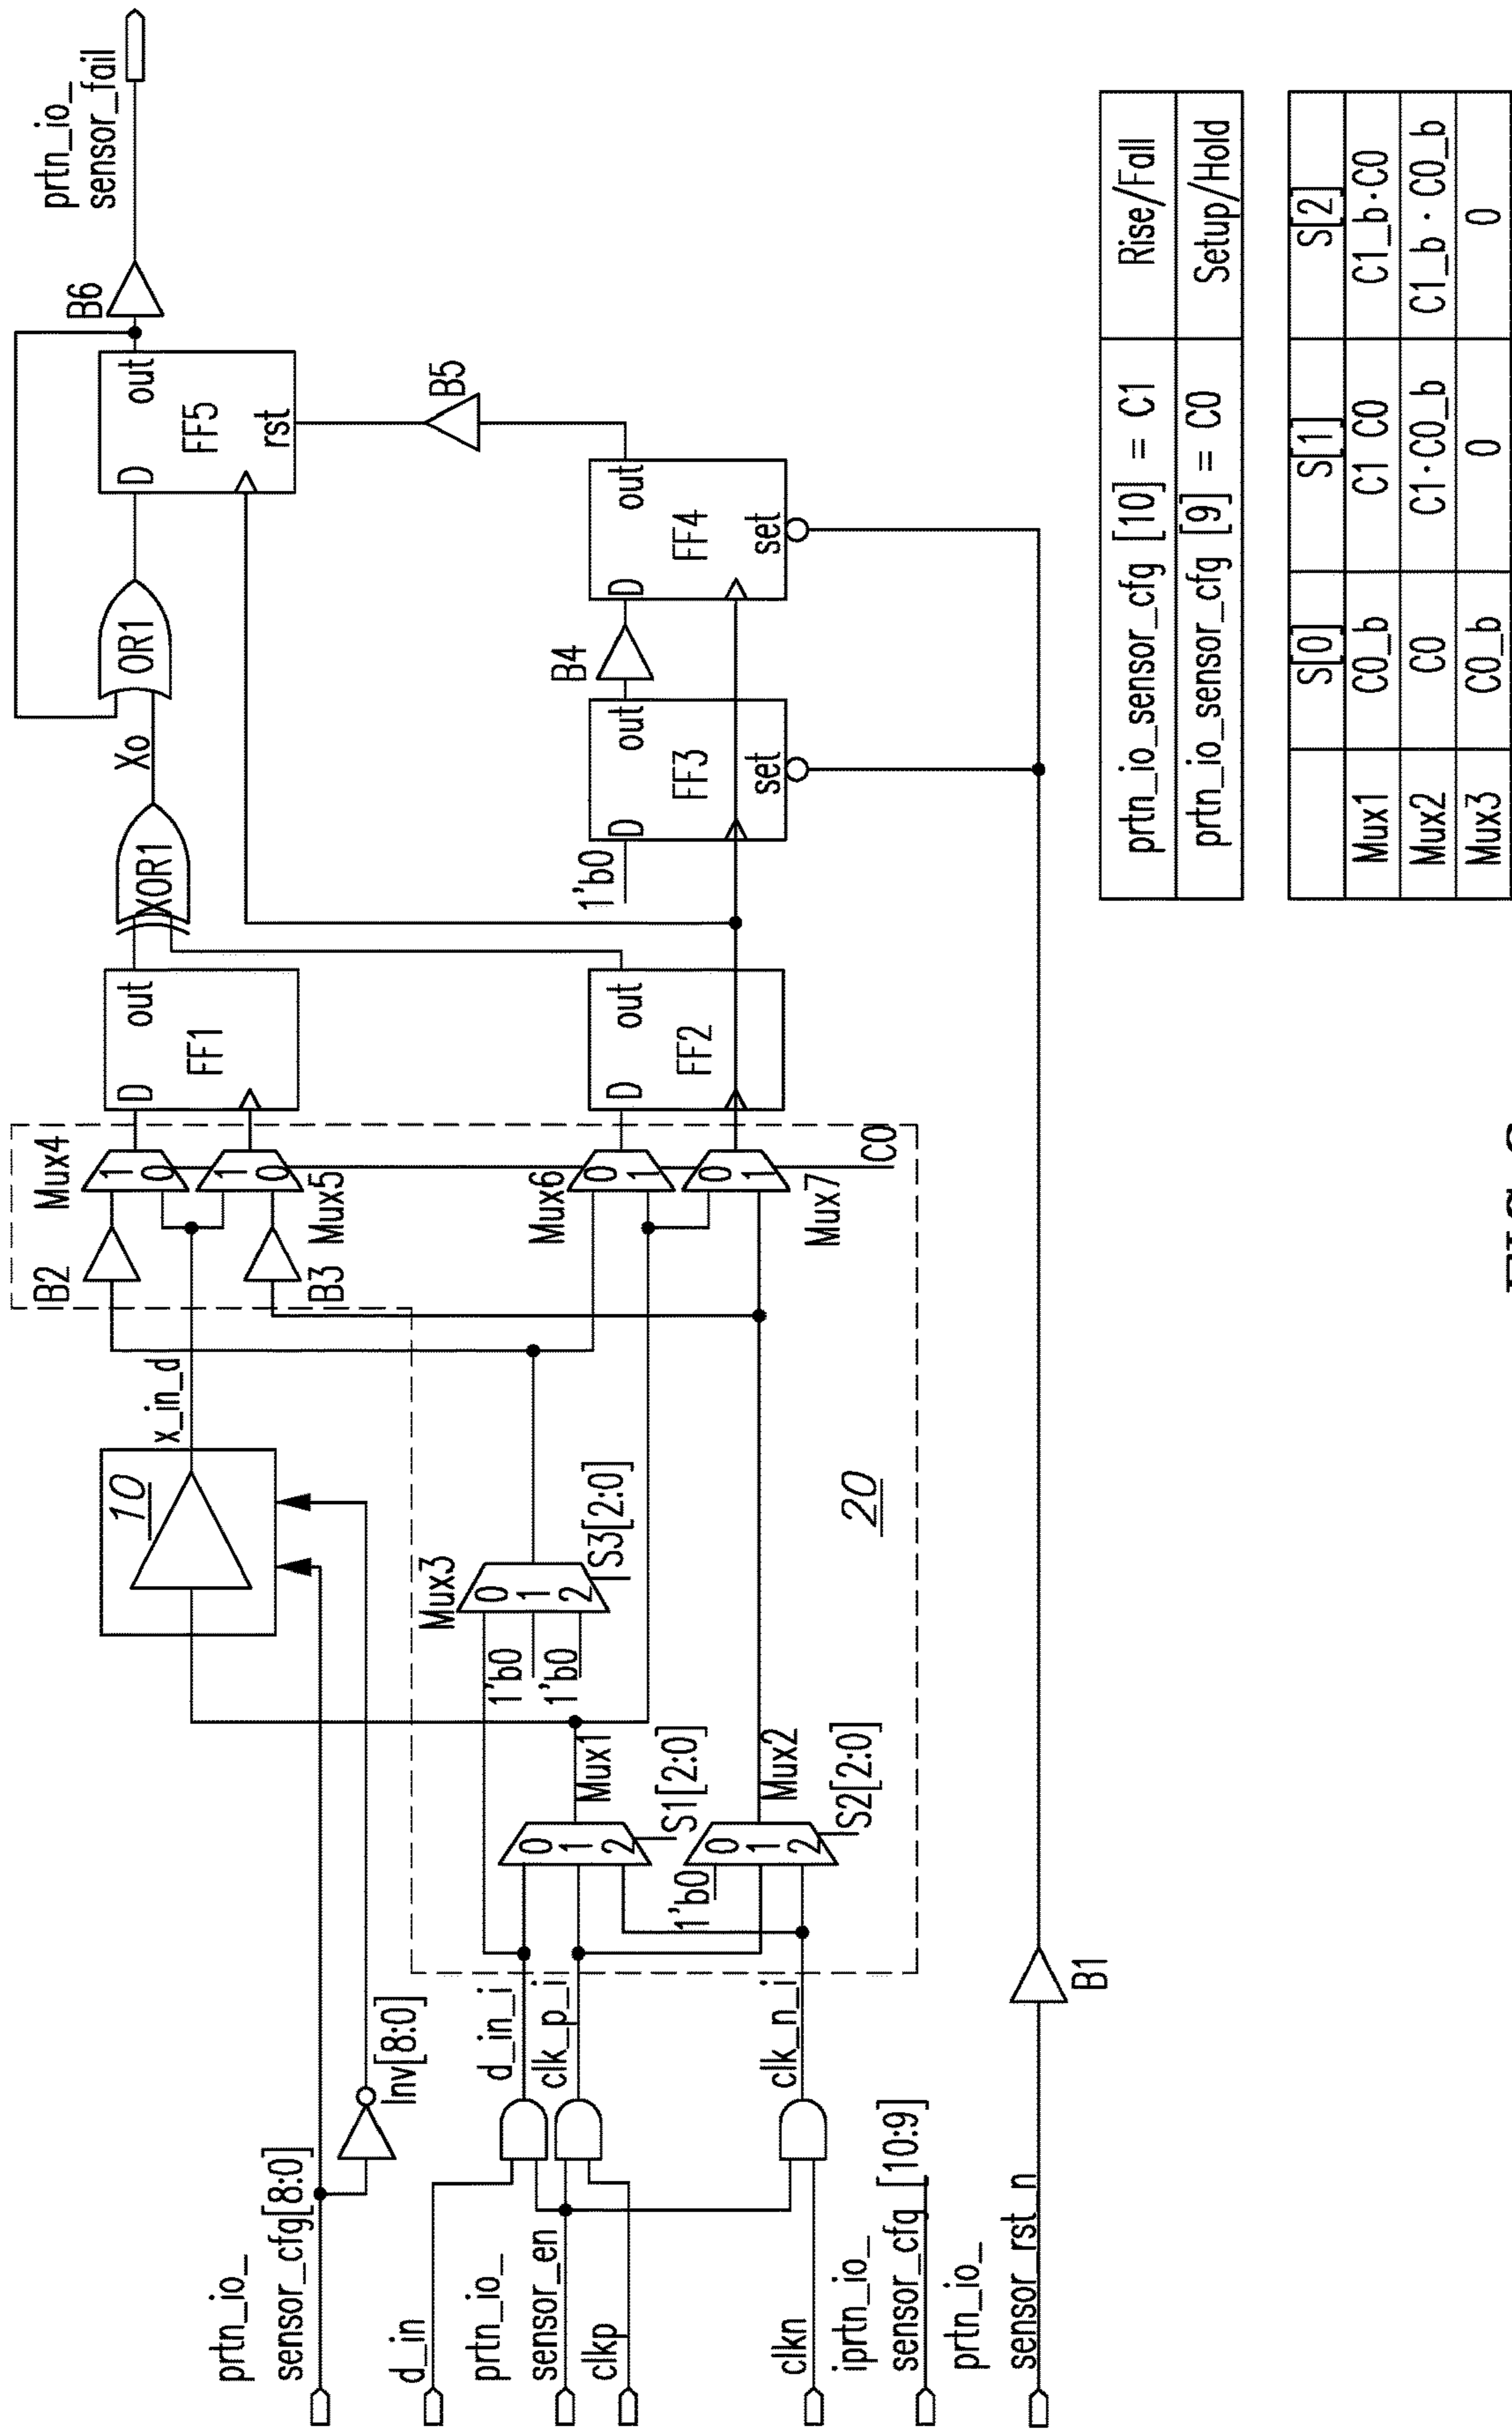 prtn_io_
sensor_cfg[8:0]
Inv[8:0]
d_in
prtn_io_
sensor_en
clkp
clkn
iprtn_io_
sensor_cfg [10:9]
prtn_io_
sensor_rst_n
d_in_i
clk_p_i
clk_n_i
B1
0
1
2
Mux1
S1[2:0]
1'b0
0
1
2
Mux2
S2[2:0]
1'b0
1'b0
Mux3
0
1
2
S3[2:0]
10
x_in_d
20
B2
B3
Mux4
1
0
1
0
Mux5
Mux6
0
1
0
1
Mux7
C0
D
out
FF1
D
out
FF2
XOR1
Xo
OR1
1'b0
D
out
FF3
set
B4
D
out
FF4
set
B5
D
out
FF5
rst
B6
prtn_io_
sensor_fail
prtn_io_sensor_cfg [10] = C1 Rise/Fall
prtn_io_sensor_cfg [9] = C0 Setup/Hold
S[0] S[1] S[2]
Mux1 C0_b C1 C0 C1_b·C0
Mux2 C0 C1·C0_b C1_b · C0_b
Mux3 C0_b 0 0